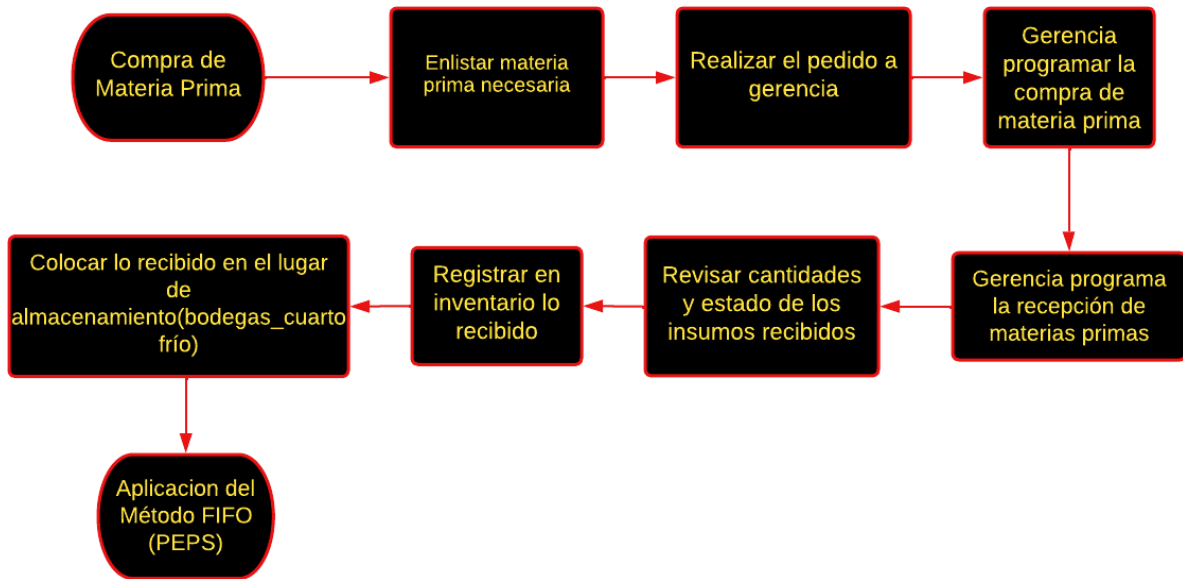 Compra de
Materia Prima
Enlistar materia
prima necesaria
Realizar el pedido a
gerencia
Gerencia
programar la
compra de
materia prima
Gerencia programa
la recepción de
materias primas
Revisar cantidades
y estado de los
insumos recibidos
Registrar en
inventario lo
recibido
Colocar lo recibido en el lugar
de
almacenamiento(bodegas_cuarto
frío)
Aplicacion del
Método FIFO
(PEPS)